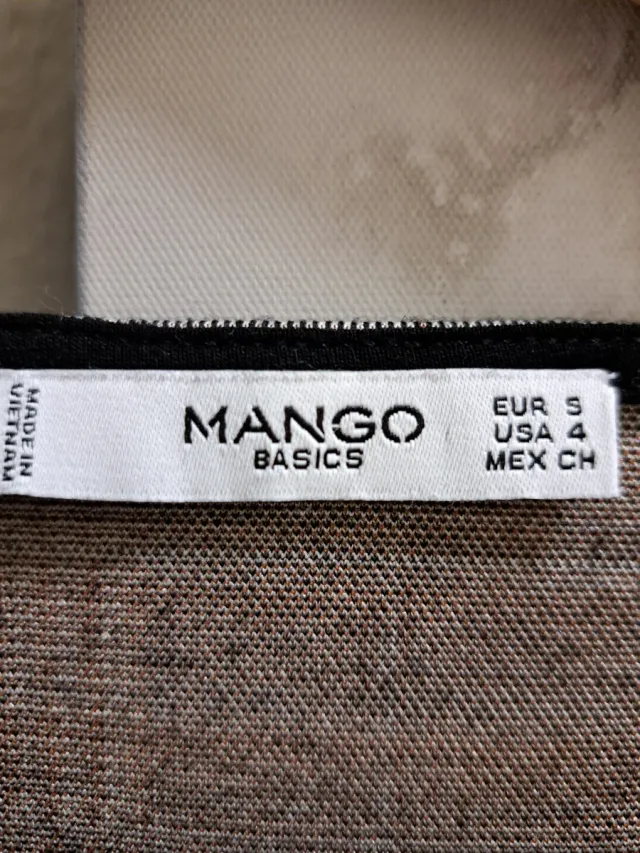 MADE IN
VIETNAM
MANGO
BASICS
EUR S
USA 4
MEX CH